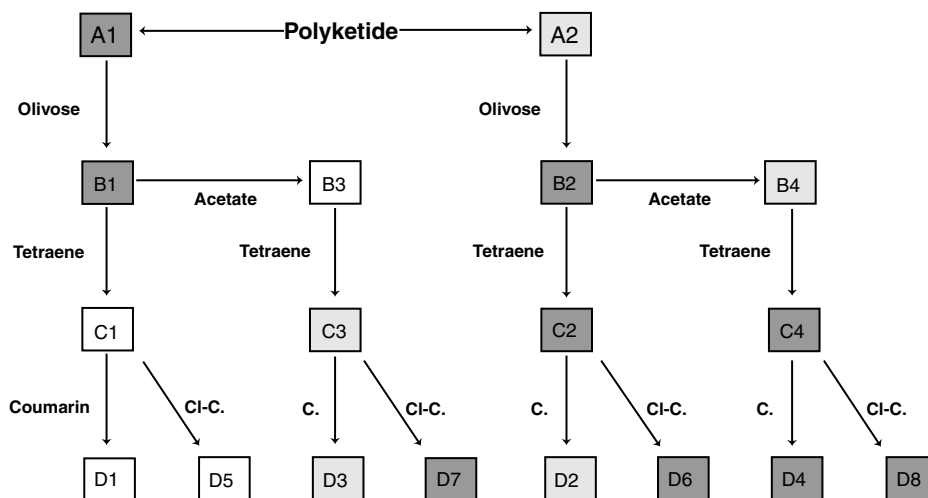 A1 Polyketide A2
Olivose Olivose
B1 B3 B2 B4
Acetate Acetate
Tetraene Tetraene Tetraene Tetraene
C1 C3 C2 C4
Coumarin Cl-C. C. Cl-C. C. Cl-C. C. Cl-C.
D1 D5 D3 D7 D2 D6 D4 D8